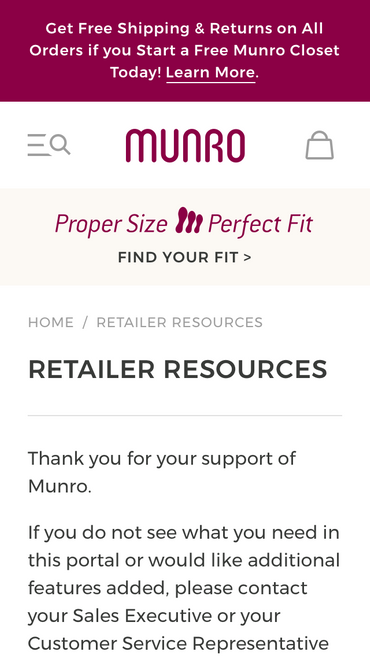 Get Free Shipping & Returns on All
Orders if you Start a Free Munro Closet
Today! Learn More.
MUNRO
Proper Size Perfect Fit
FIND YOUR FIT >
HOME / RETAILER RESOURCES
RETAILER RESOURCES
Thank you for your support of
Munro.
If you do not see what you need in
this portal or would like additional
features added, please contact
your Sales Executive or your
Customer Service Representative